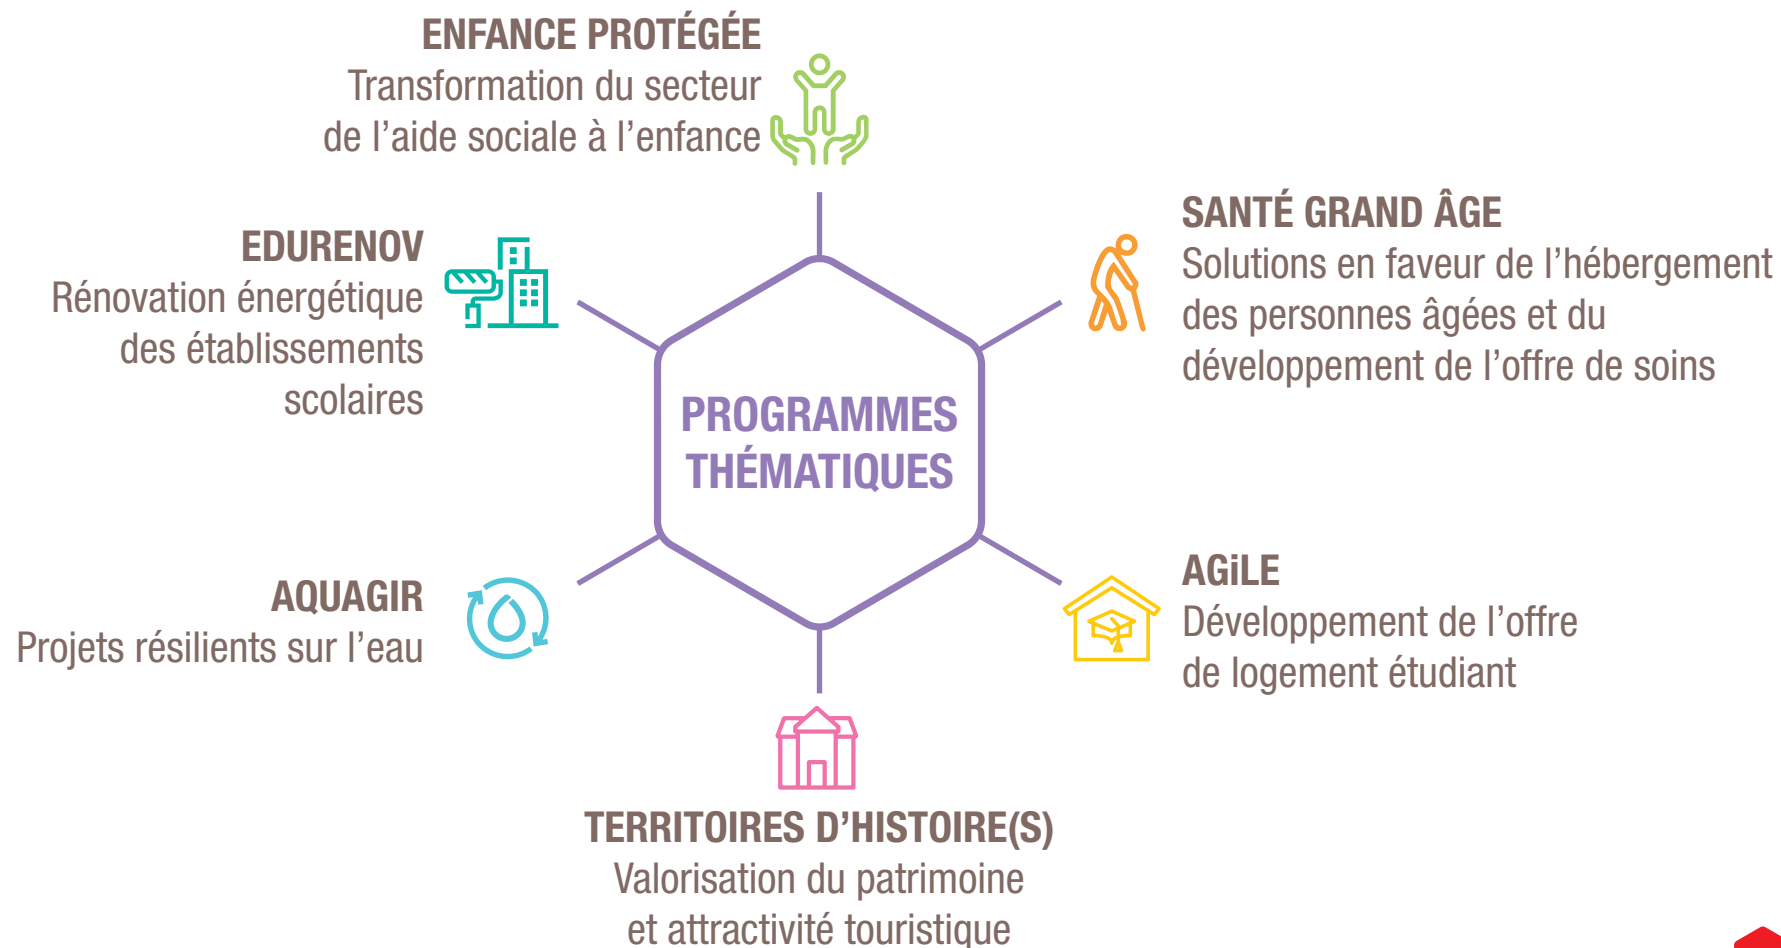 ENFANCE PROTÉGÉE
Transformation du secteur
de l’aide sociale à l’enfance
SANTÉ GRAND ÂGE
Solutions en faveur de l’hébergement
des personnes âgées et du
développement de l’offre de soins
EDURENOV
Rénovation énergétique
des établissements
scolaires
PROGRAMMES
THÉMATIQUES
AGiLE
Développement de l’offre
de logement étudiant
AQUAGIR
Projets résilients sur l’eau
TERRITOIRES D’HISTOIRE(S)
Valorisation du patrimoine
et attractivité touristique